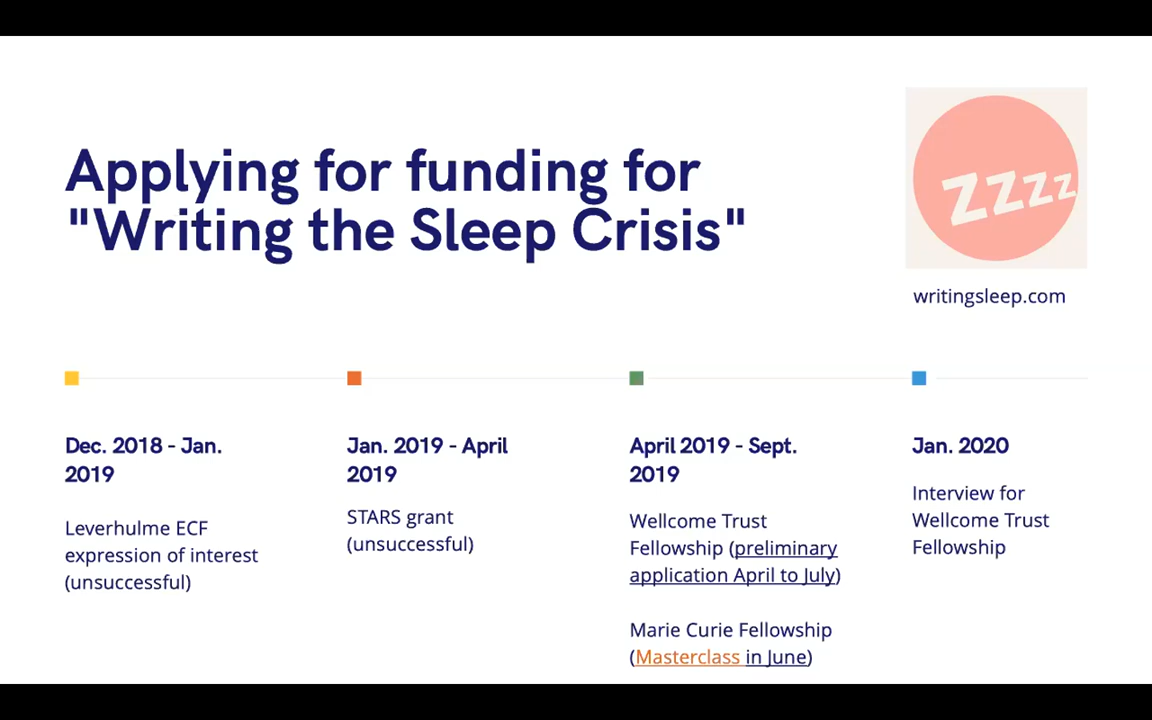 Applying for funding for
"Writing the Sleep Crisis"
zzzz
writingsleep.com
Dec. 2018 - Jan.
2019
Leverhulme ECF
expression of interest
(unsuccessful)
Jan. 2019 - April
2019
STARS grant
(unsuccessful)
April 2019 - Sept.
2019
Wellcome Trust
Fellowship (preliminary
application April to July)
Marie Curie Fellowship
(Masterclass in June)
Jan. 2020
Interview for
Wellcome Trust
Fellowship